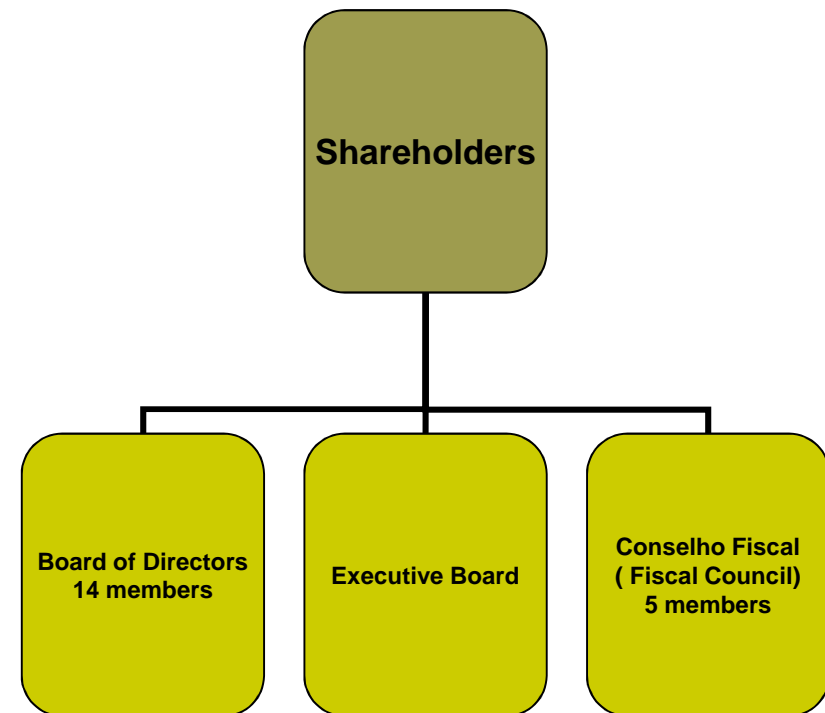 Shareholders
Board of Directors
14 members
Executive Board
Conselho Fiscal
( Fiscal Council)
5 members